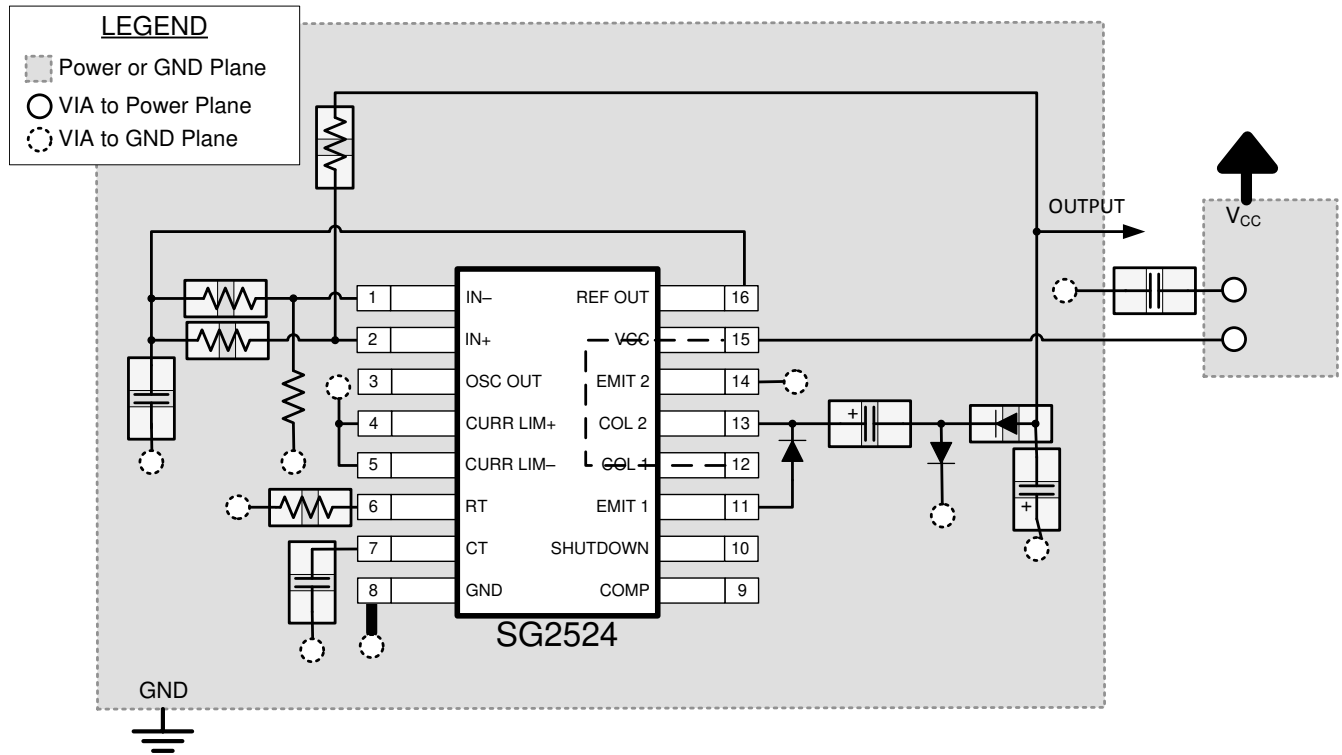 LEGEND
Power or GND Plane
VIA to Power Plane
VIA to GND Plane
OUTPUT
VCC
1
IN–
REF OUT
16
2
IN+
VCC
15
3
OSC OUT
EMIT 2
14
4
CURR LIM+
COL 2
13
+
5
CURR LIM–
COL 1
12
6
RT
EMIT 1
11
+
7
CT
SHUTDOWN
10
8
GND
COMP
9
SG2524
GND